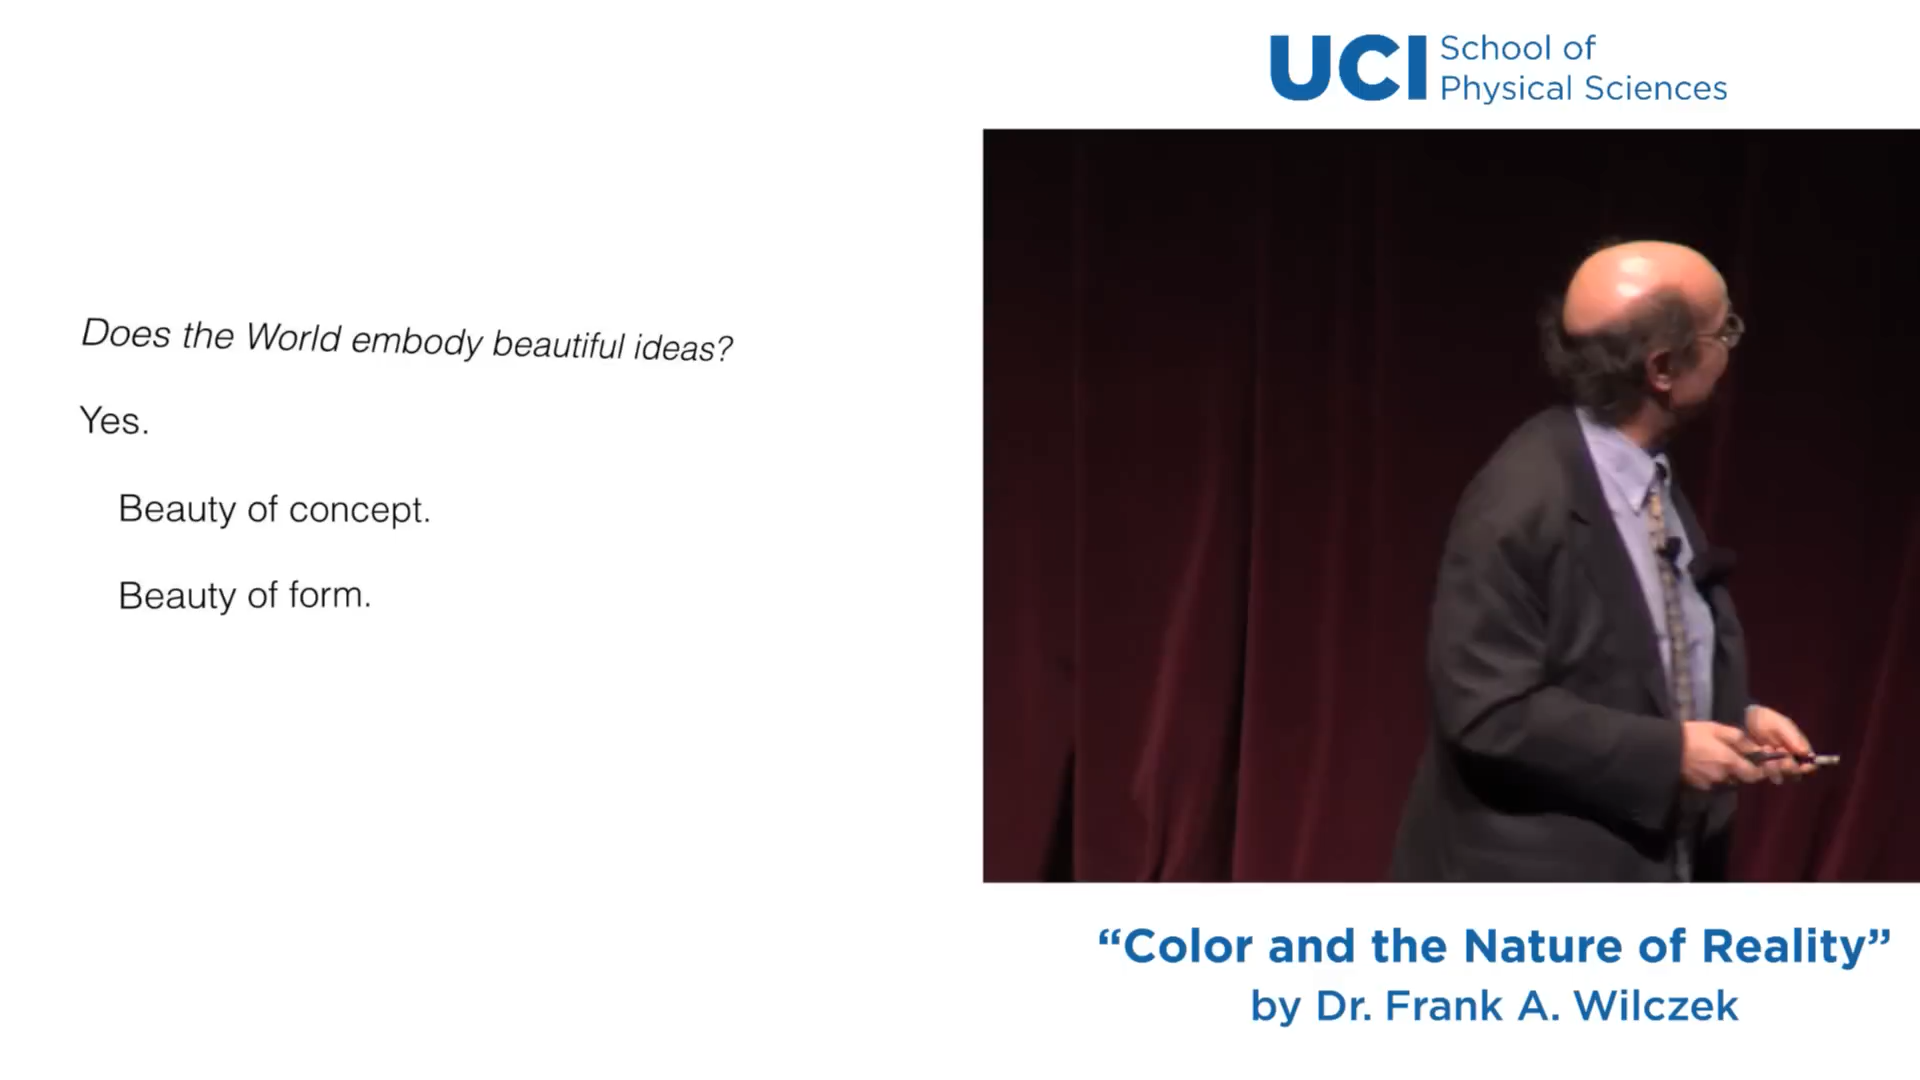 UCI School of
Physical Sciences
Does the World embody beautiful ideas?
Yes.
Beauty of concept.
Beauty of form.
“Color and the Nature of Reality”
by Dr. Frank A. Wilczek